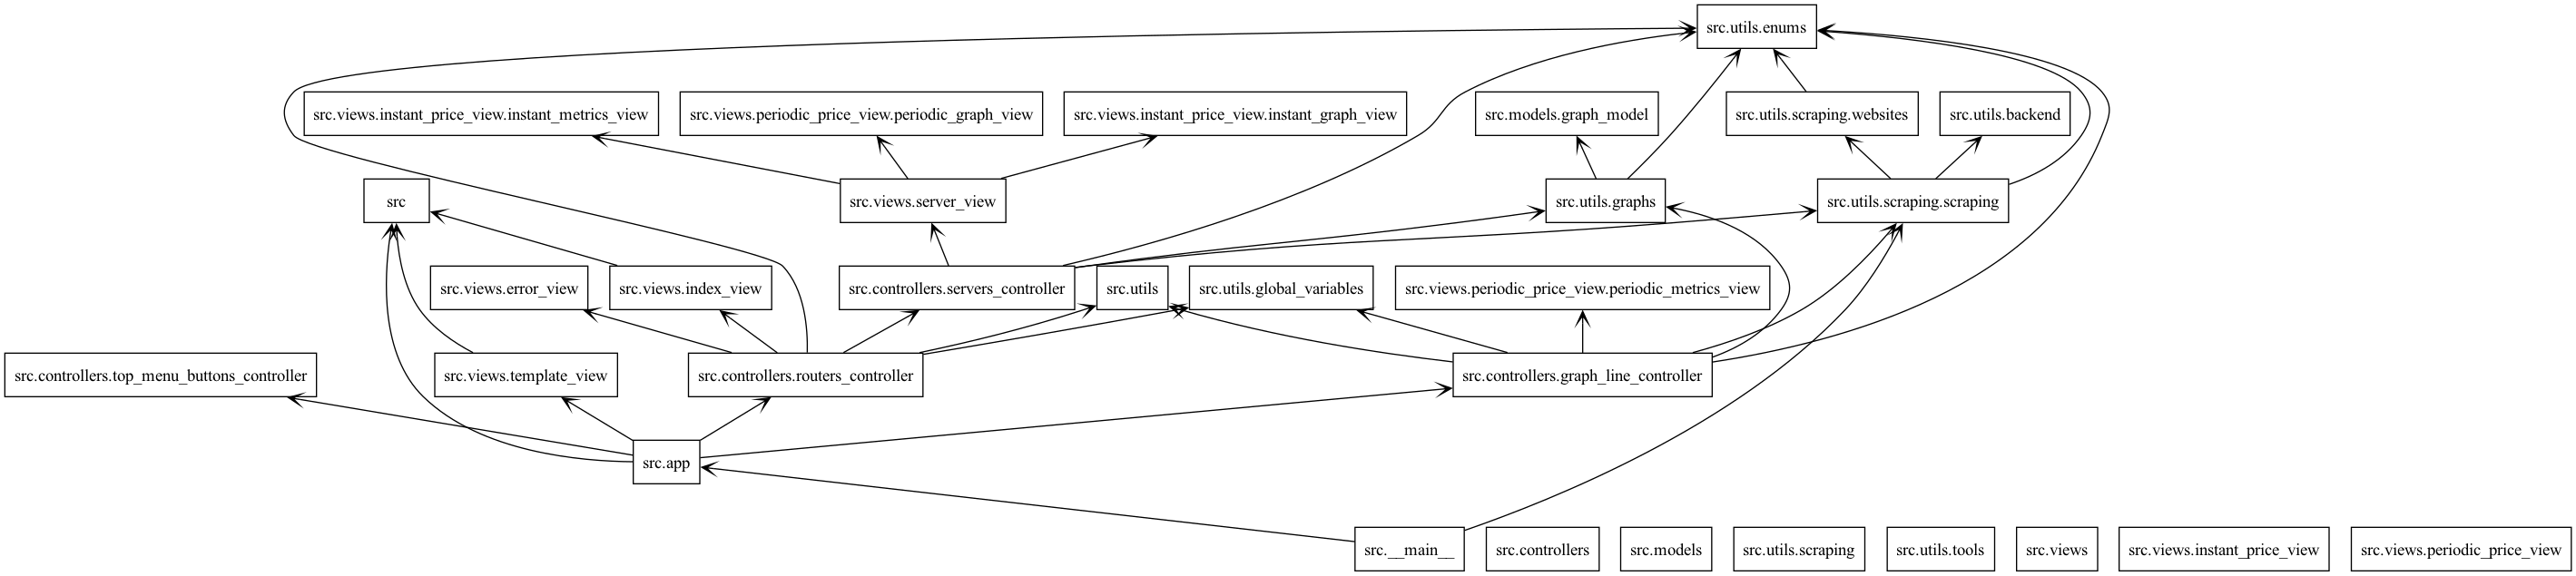 src.utils.enums
src.views.instant_price_view.instant_metrics_view
src.views.periodic_price_view.periodic_graph_view
src.views.instant_price_view.instant_graph_view
src.models.graph_model
src.utils.scraping.websites
src.utils.backend
src
src.views.server_view
src.utils.graphs
src.utils.scraping.scraping
src.views.error_view
src.views.index_view
src.controllers.servers_controller
src.utils
src.utils.global_variables
src.views.periodic_price_view.periodic_metrics_view
src.controllers.top_menu_buttons_controller
src.views.template_view
src.controllers.routers_controller
src.controllers.graph_line_controller
src.app
src.__main__
src.controllers
src.models
src.utils.scraping
src.utils.tools
src.views
src.views.instant_price_view
src.views.periodic_price_view